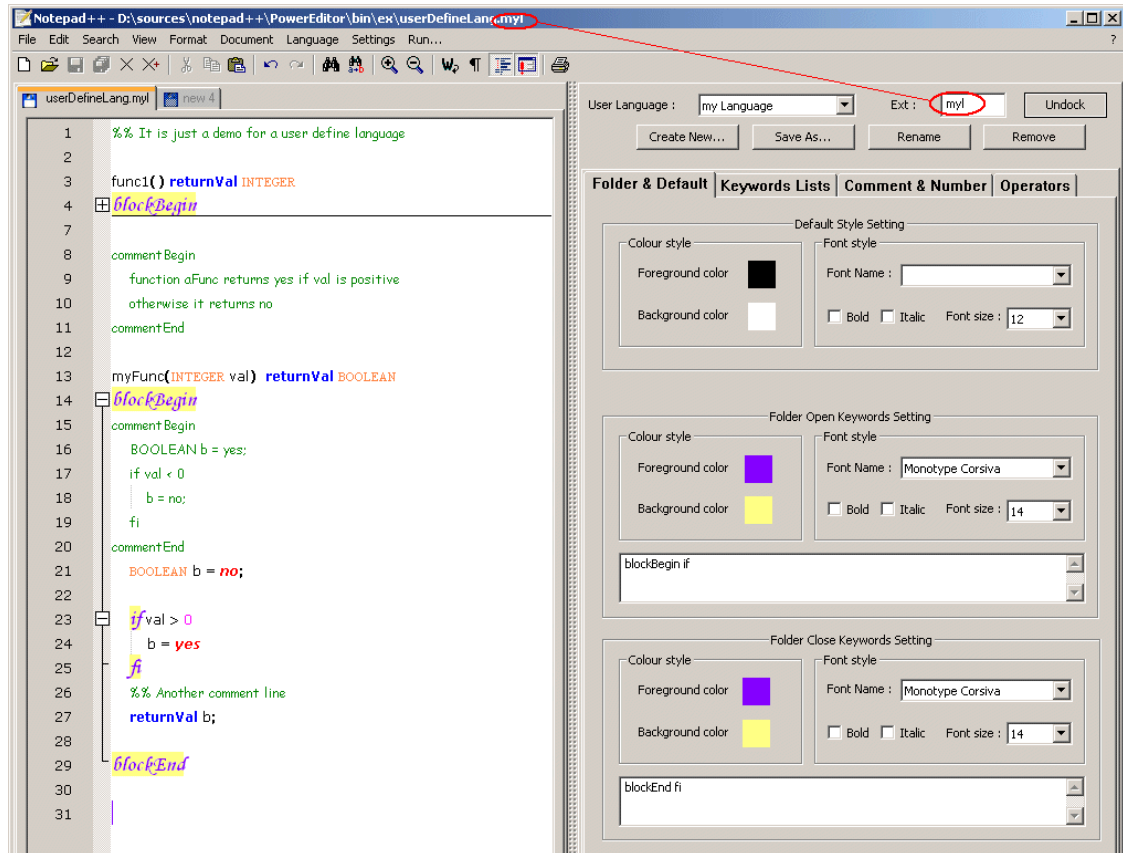 Notepad++ - D:\sources\notepad++\PowerEditor\bin\ex\userDefineLang.myl
File Edit Search View Format Document Language Settings Run... ?
userDefineLang.myl new 4
1 %% It is just a demo for a user define language
2
3 func1() returnVal INTEGER
4 blockBegin
7
8 commentBegin
9 function aFunc returns yes if val is positive
10 otherwise it returns no
11 commentEnd
12
13 myFunc(INTEGER val) returnVal BOOLEAN
14 blockBegin
15 commentBegin
16 BOOLEAN b = yes;
17 if val < 0
18 b = no;
19 fi
20 commentEnd
21 BOOLEAN b = no;
22
23 if val > 0
24 b = yes
25 fi
26 %% Another comment line
27 returnVal b;
28
29 blockEnd
30
31
User Language : my Language Ext : myl Undock
Create New... Save As... Rename Remove
Folder & Default Keywords Lists Comment & Number Operators
Default Style Setting
Colour style Font style
Foreground color Font Name :
Background color Bold Italic Font size : 12
Folder Open Keywords Setting
Colour style Font style
Foreground color Font Name : Monotype Corsiva
Background color Bold Italic Font size : 14
blockBegin if
Folder Close Keywords Setting
Colour style Font style
Foreground color Font Name : Monotype Corsiva
Background color Bold Italic Font size : 14
blockEnd fi